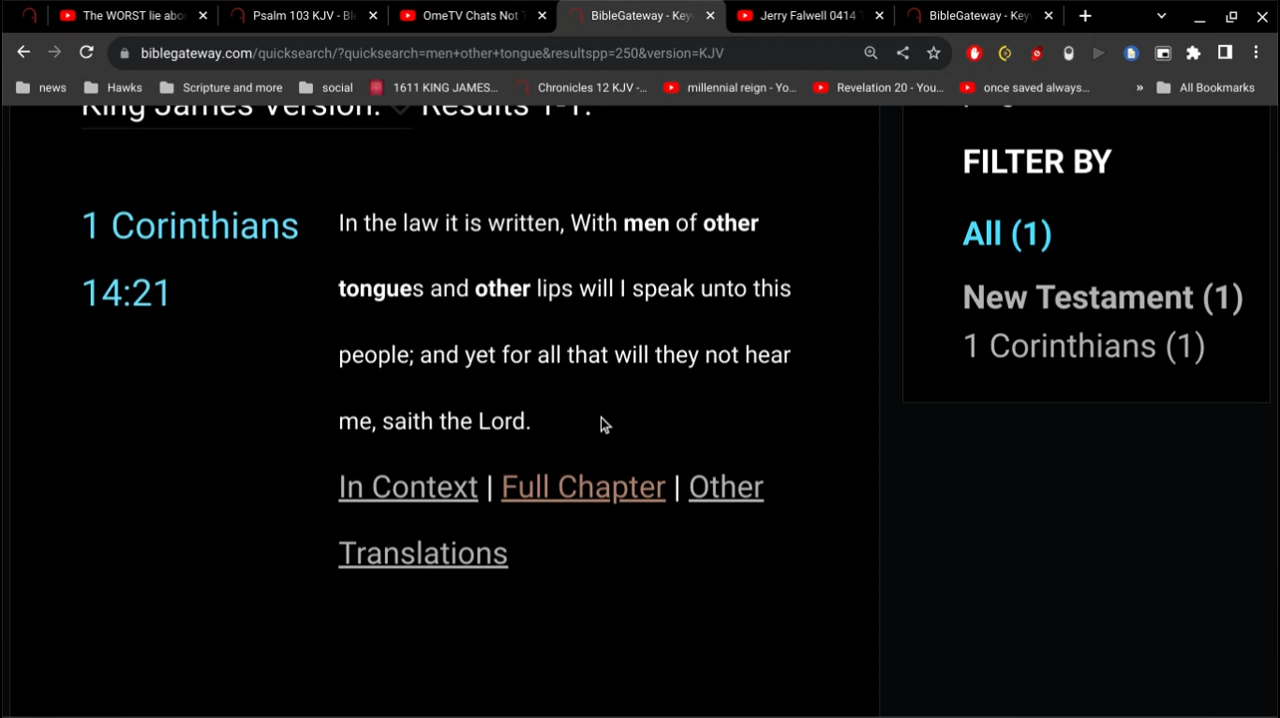 The WORST lie abo
Psalm 103 KJV - Bl
OmeTV Chats Not
BibleGateway - Key
Jerry Falwell 0414
BibleGateway - Key
biblegateway.com/quicksearch/?quicksearch=men+other+tongue&resultspp=250&version=KJV
news
Hawks
Scripture and more
social
1611 KING JAMES...
Chronicles 12 KJV -...
millennial reign - Yo...
Revelation 20 - You...
once saved always...
»
All Bookmarks
King James Version. Results 1-1.
1 Corinthians
14:21
In the law it is written, With men of other
tongues and other lips will I speak unto this
people; and yet for all that will they not hear
me, saith the Lord.
In Context | Full Chapter | Other
Translations
FILTER BY
All (1)
New Testament (1)
1 Corinthians (1)